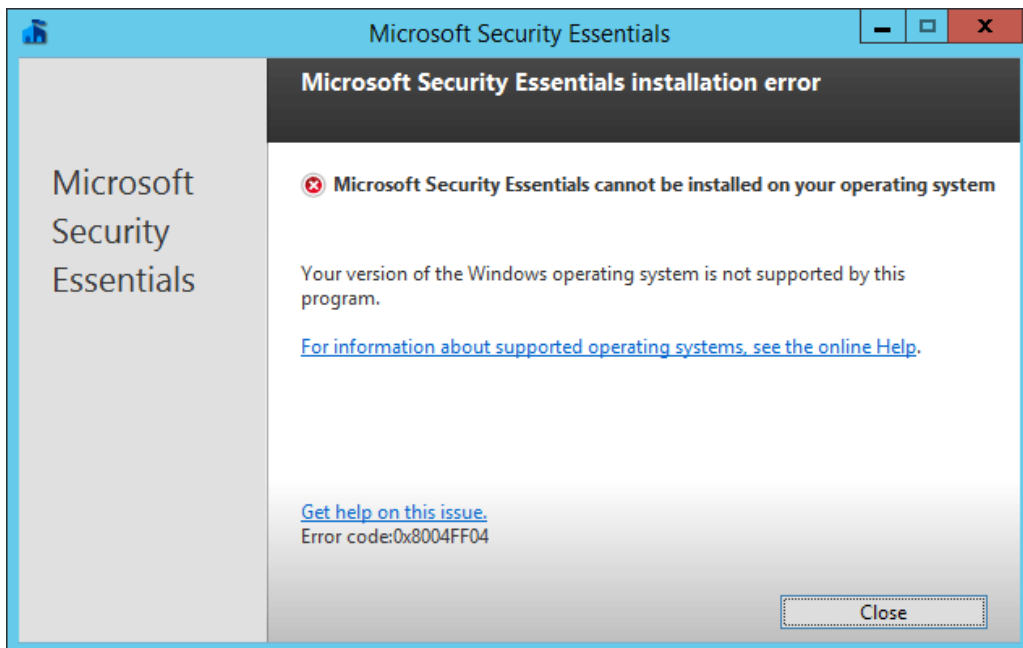 Microsoft Security Essentials
Microsoft Security Essentials installation error
Microsoft
Security
Essentials
Microsoft Security Essentials cannot be installed on your operating system
Your version of the Windows operating system is not supported by this
program.
For information about supported operating systems, see the online Help.
Get help on this issue.
Error code:0x8004FF04
Close